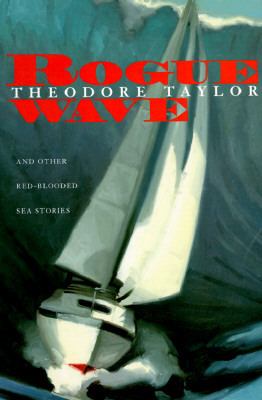 ROGUE
THEODORE TAYLOR
WAVE
AND OTHER
RED-BLOODED
SEA STORIES